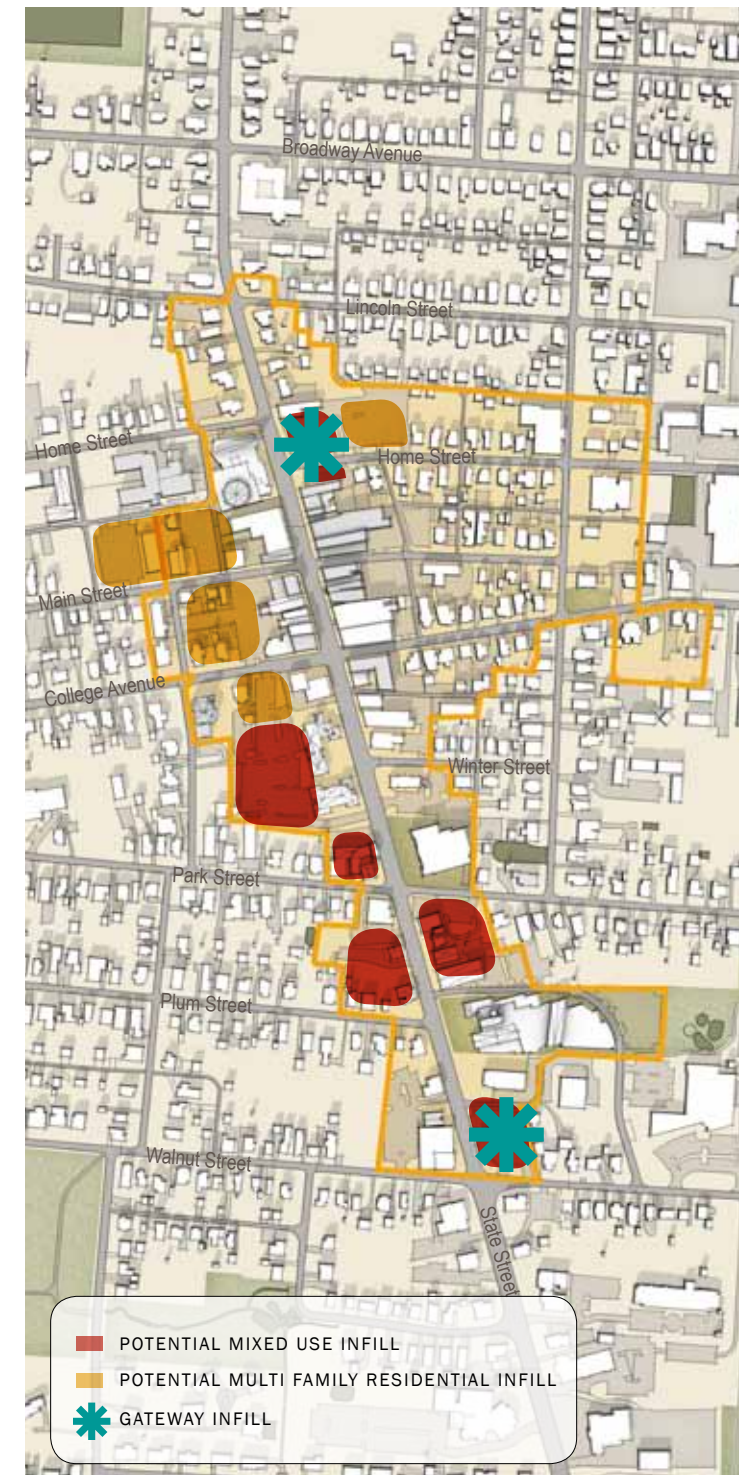 Broadway Avenue
Lincoln Street
Home Street
Home Street
Main Street
College Avenue
Winter Street
Park Street
Plum Street
Walnut Street
State Street
POTENTIAL MIXED USE INFILL
POTENTIAL MULTI FAMILY RESIDENTIAL INFILL
GATEWAY INFILL